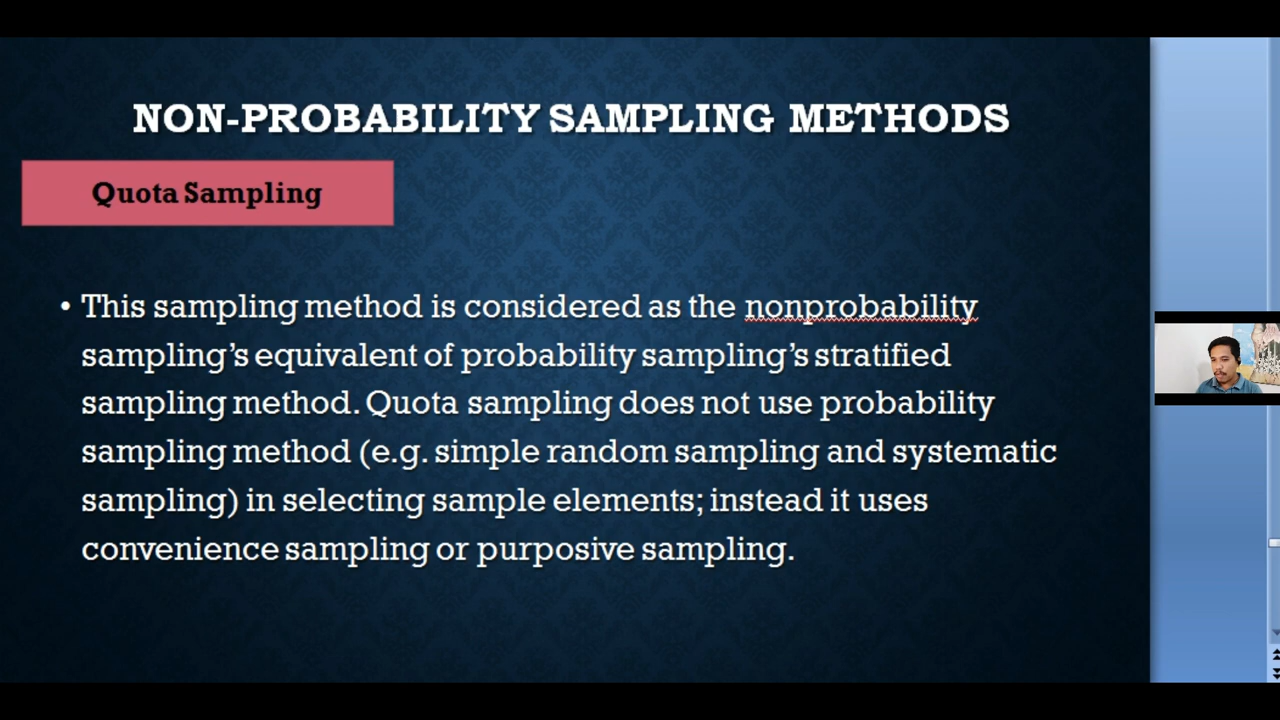 NON-PROBABILITY SAMPLING METHODS
Quota Sampling
• This sampling method is considered as the nonprobability
sampling’s equivalent of probability sampling’s stratified
sampling method. Quota sampling does not use probability
sampling method (e.g. simple random sampling and systematic
sampling) in selecting sample elements; instead it uses
convenience sampling or purposive sampling.